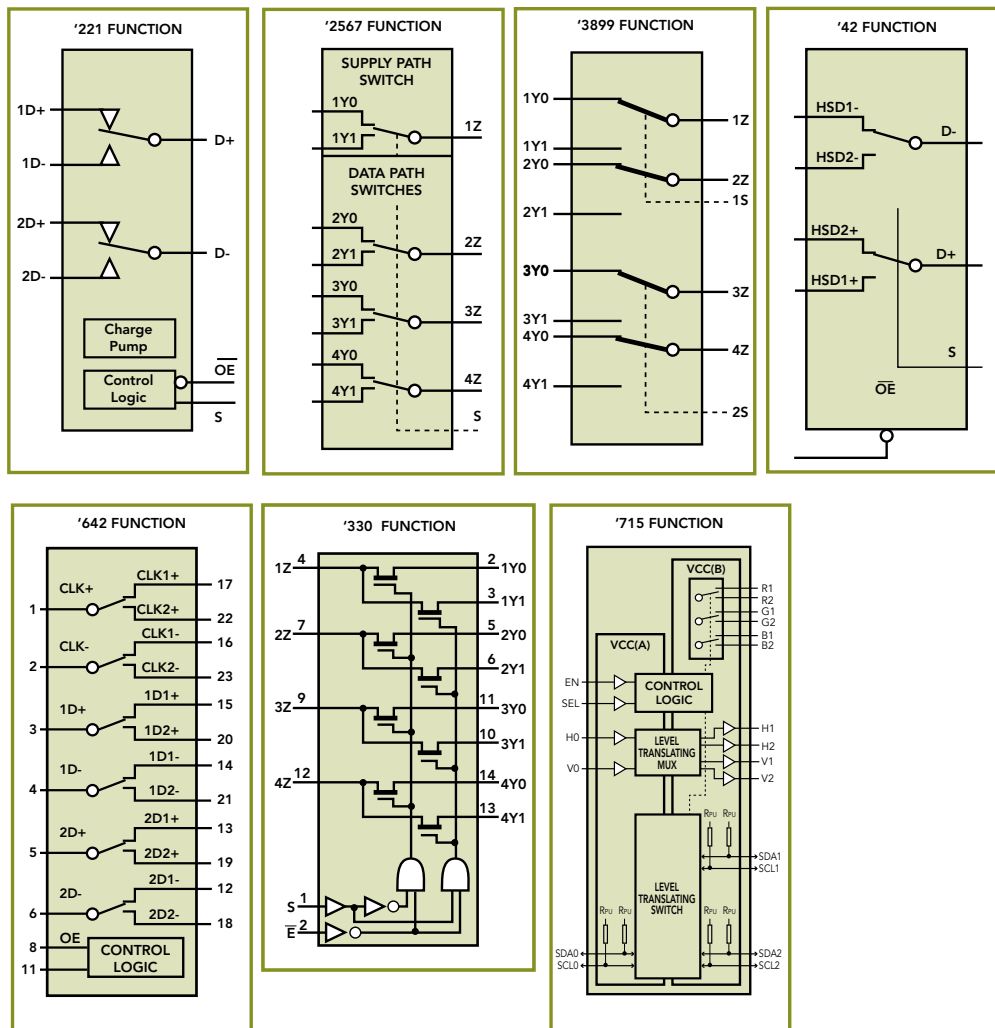 '221 FUNCTION
1D+
1D-
D+
2D+
2D-
D-
Charge
Pump
Control
Logic
OE
S
'2567 FUNCTION
SUPPLY PATH
SWITCH
1Y0
1Y1
1Z
DATA PATH
SWITCHES
2Y0
2Y1
2Z
3Y0
3Y1
3Z
4Y0
4Y1
4Z
S
'3899 FUNCTION
1Y0
1Z
1Y1
2Y0
2Z
1S
2Y1
3Y0
3Z
3Y1
4Y0
4Z
4Y1
2S
'42 FUNCTION
HSD1-
D-
HSD2-
HSD2+
D+
HSD1+
S
OE
'642 FUNCTION
CLK+
CLK1+
17
1
CLK2+
22
CLK-
CLK1-
16
2
CLK2-
23
1D+
1D1+
15
3
1D2+
20
1D-
1D1-
14
4
1D2-
21
2D+
2D1+
13
5
2D2+
19
2D-
2D1-
12
6
2D2-
18
OE
8
11
CONTROL
LOGIC
'330 FUNCTION
1Z 4
2 1Y0
3 1Y1
2Z 7
5 2Y0
6 2Y1
3Z 9
11 3Y0
10 3Y1
4Z 12
14 4Y0
13 4Y1
S 1
E 2
'715 FUNCTION
VCC(B)
R1
R2
G1
G2
B1
B2
VCC(A)
EN
SEL
CONTROL
LOGIC
H0
V0
LEVEL
TRANSLATING
MUX
H1
H2
V1
V2
RPU RPU
SDA1
SCL1
LEVEL
TRANSLATING
SWITCH
RPU RPU
RPU RPU
SDA0
SCL0
SDA2
SCL2